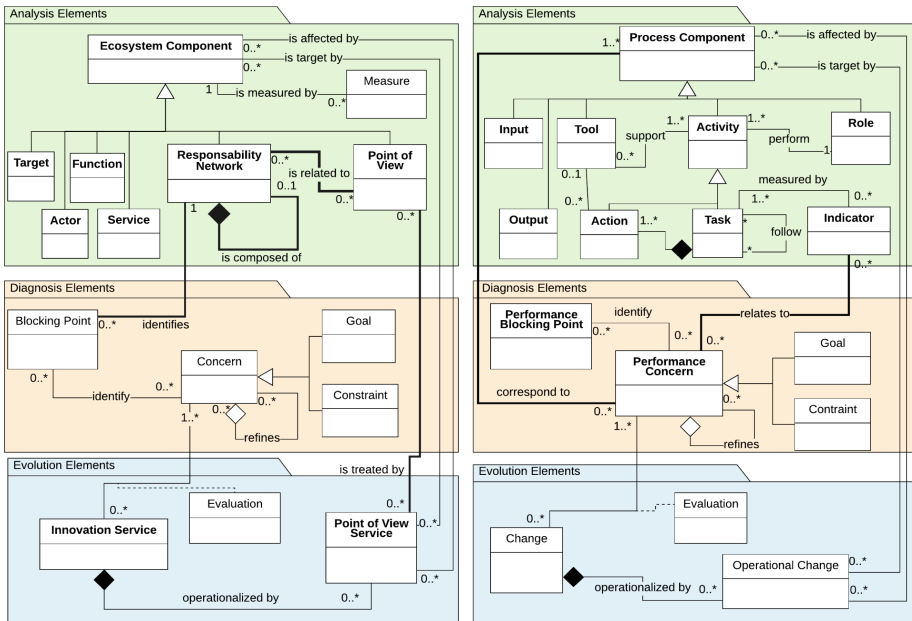 Analysis Elements
Ecosystem Component
0..*
is affected by
0..*
is target by
1
is measured by
0..*
Measure
Target
Function
Responsability
Network
0..*
is related to
0..*
Point of
View
0..1
0..*
Actor
Service
1
is composed of
Diagnosis Elements
Blocking Point
0..*
identifies
Goal
Concern
0..*
identify
0..*
Constraint
1..*
0..*
0..*
refines
Evolution Elements
is treated by
Evaluation
0..*
0..*
Innovation Service
Point of View
Service
0..*
0..*
operationalized by
0..*
Analysis Elements
1..*
Process Component
0..*
is affected by
0..*
is target by
Input
Tool
support
1..*
Activity
1..*
perform
1
Role
0..*
0..1
measured by
0..*
1..*
0..*
Output
Action
1..*
Task
*
follow
*
Indicator
0..*
Diagnosis Elements
Performance
Blocking Point
identify
0..*
0..*
relates to
0..*
Goal
Performance
Concern
correspond to
0..*
0..*
Contraint
1..*
refines
Evolution Elements
Evaluation
0..*
Change
Operational Change
0..*
operationalized by
0..*
0..*